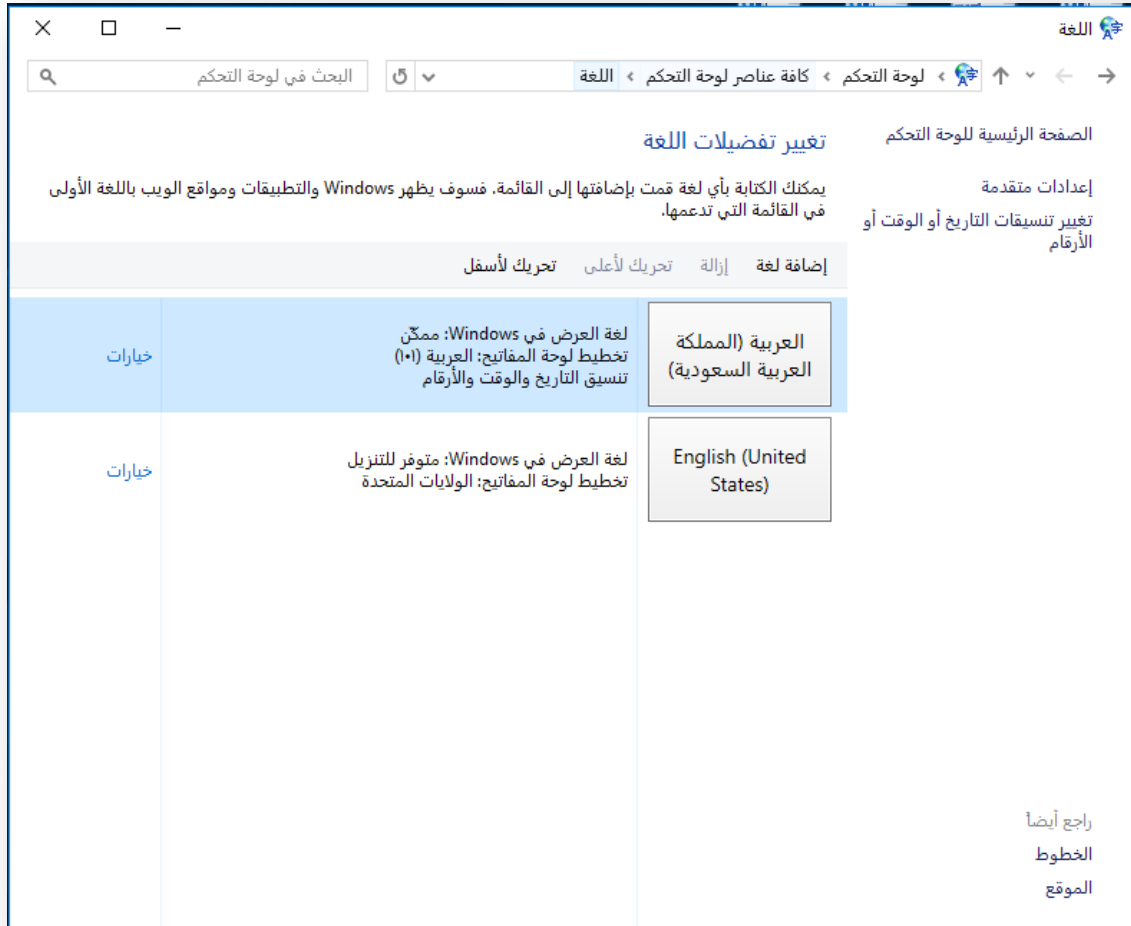 اللغة
لوحة التحكم › كافة عناصر لوحة التحكم › اللغة
البحث في لوحة التحكم
الصفحة الرئيسية للوحة التحكم
إعدادات متقدمة
تغيير تنسيقات التاريخ أو الوقت أو
الأرقام
تغيير تفضيلات اللغة
يمكنك الكتابة بأي لغة قمت بإضافتها إلى القائمة. فسوف يظهر Windows والتطبيقات ومواقع الويب باللغة الأولى
في القائمة التي تدعمها.
إضافة لغة إزالة تحريك لأعلى تحريك لأسفل
العربية (المملكة
العربية السعودية)
لغة العرض في Windows: ممكّن
تخطيط لوحة المفاتيح: العربية (١٠١)
تنسيق التاريخ والوقت والأرقام
خيارات
English (United
States)
لغة العرض في Windows: متوفر للتنزيل
تخطيط لوحة المفاتيح: الولايات المتحدة
خيارات
راجع أيضاً
الخطوط
الموقع